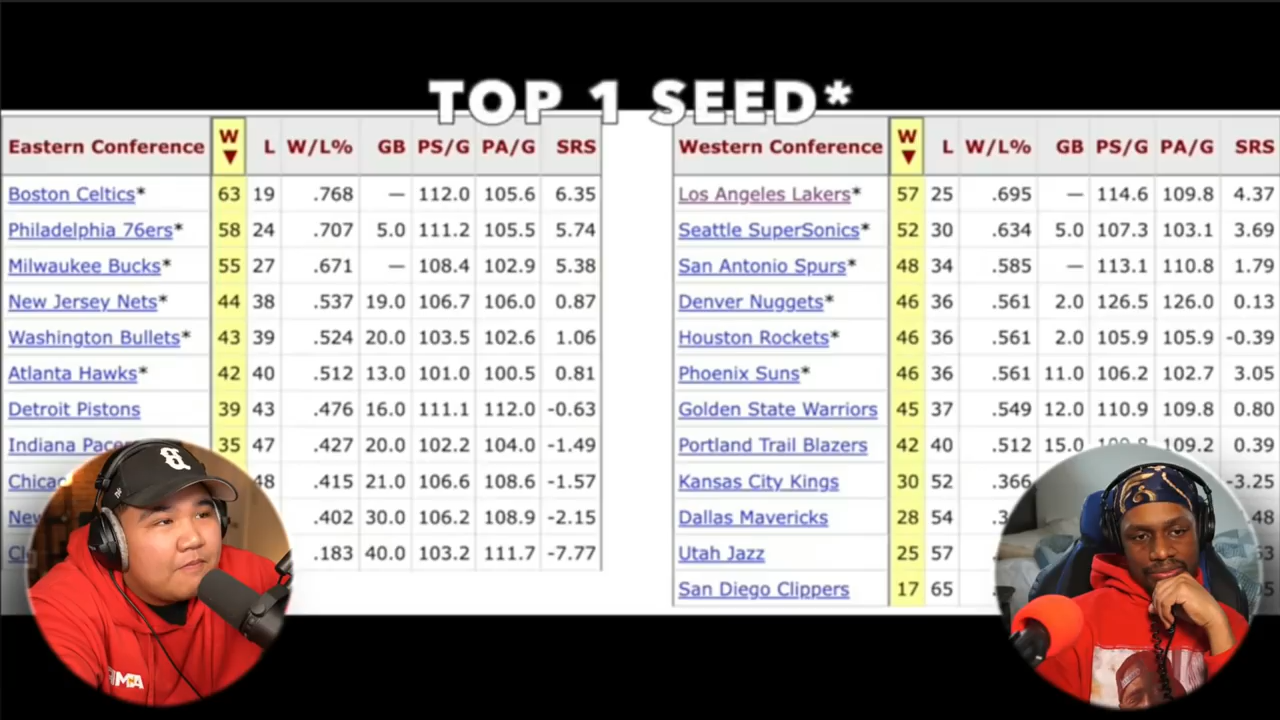 TOP 1 SEED*
Eastern Conference W ▼ L W/L% GB PS/G PA/G SRS
Boston Celtics* 63 19 .768 — 112.0 105.6 6.35
Philadelphia 76ers* 58 24 .707 5.0 111.2 105.5 5.74
Milwaukee Bucks* 55 27 .671 — 108.4 102.9 5.38
New Jersey Nets* 44 38 .537 19.0 106.7 106.0 0.87
Washington Bullets* 43 39 .524 20.0 103.5 102.6 1.06
Atlanta Hawks* 42 40 .512 13.0 101.0 100.5 0.81
Detroit Pistons 39 43 .476 16.0 111.1 112.0 -0.63
Indiana 35 47 .427 20.0 102.2 104.0 -1.49
48 .415 21.0 106.6 108.6 -1.57
.402 30.0 106.2 108.9 -2.15
.183 40.0 103.2 111.7 -7.77
Western Conference W ▼ L W/L% GB PS/G PA/G SRS
Los Angeles Lakers* 57 25 .695 — 114.6 109.8 4.37
Seattle SuperSonics* 52 30 .634 5.0 107.3 103.1 3.69
San Antonio Spurs* 48 34 .585 — 113.1 110.8 1.79
Denver Nuggets* 46 36 .561 2.0 126.5 126.0 0.13
Houston Rockets* 46 36 .561 2.0 105.9 105.9 -0.39
Phoenix Suns* 46 36 .561 11.0 106.2 102.7 3.05
Golden State Warriors 45 37 .549 12.0 110.9 109.8 0.80
Portland Trail Blazers 42 40 .512 15.0 109.2 0.39
Kansas City Kings 30 52 .366 -3.25
Dallas Mavericks 28 54
Utah Jazz 25 57
San Diego Clippers 17 65